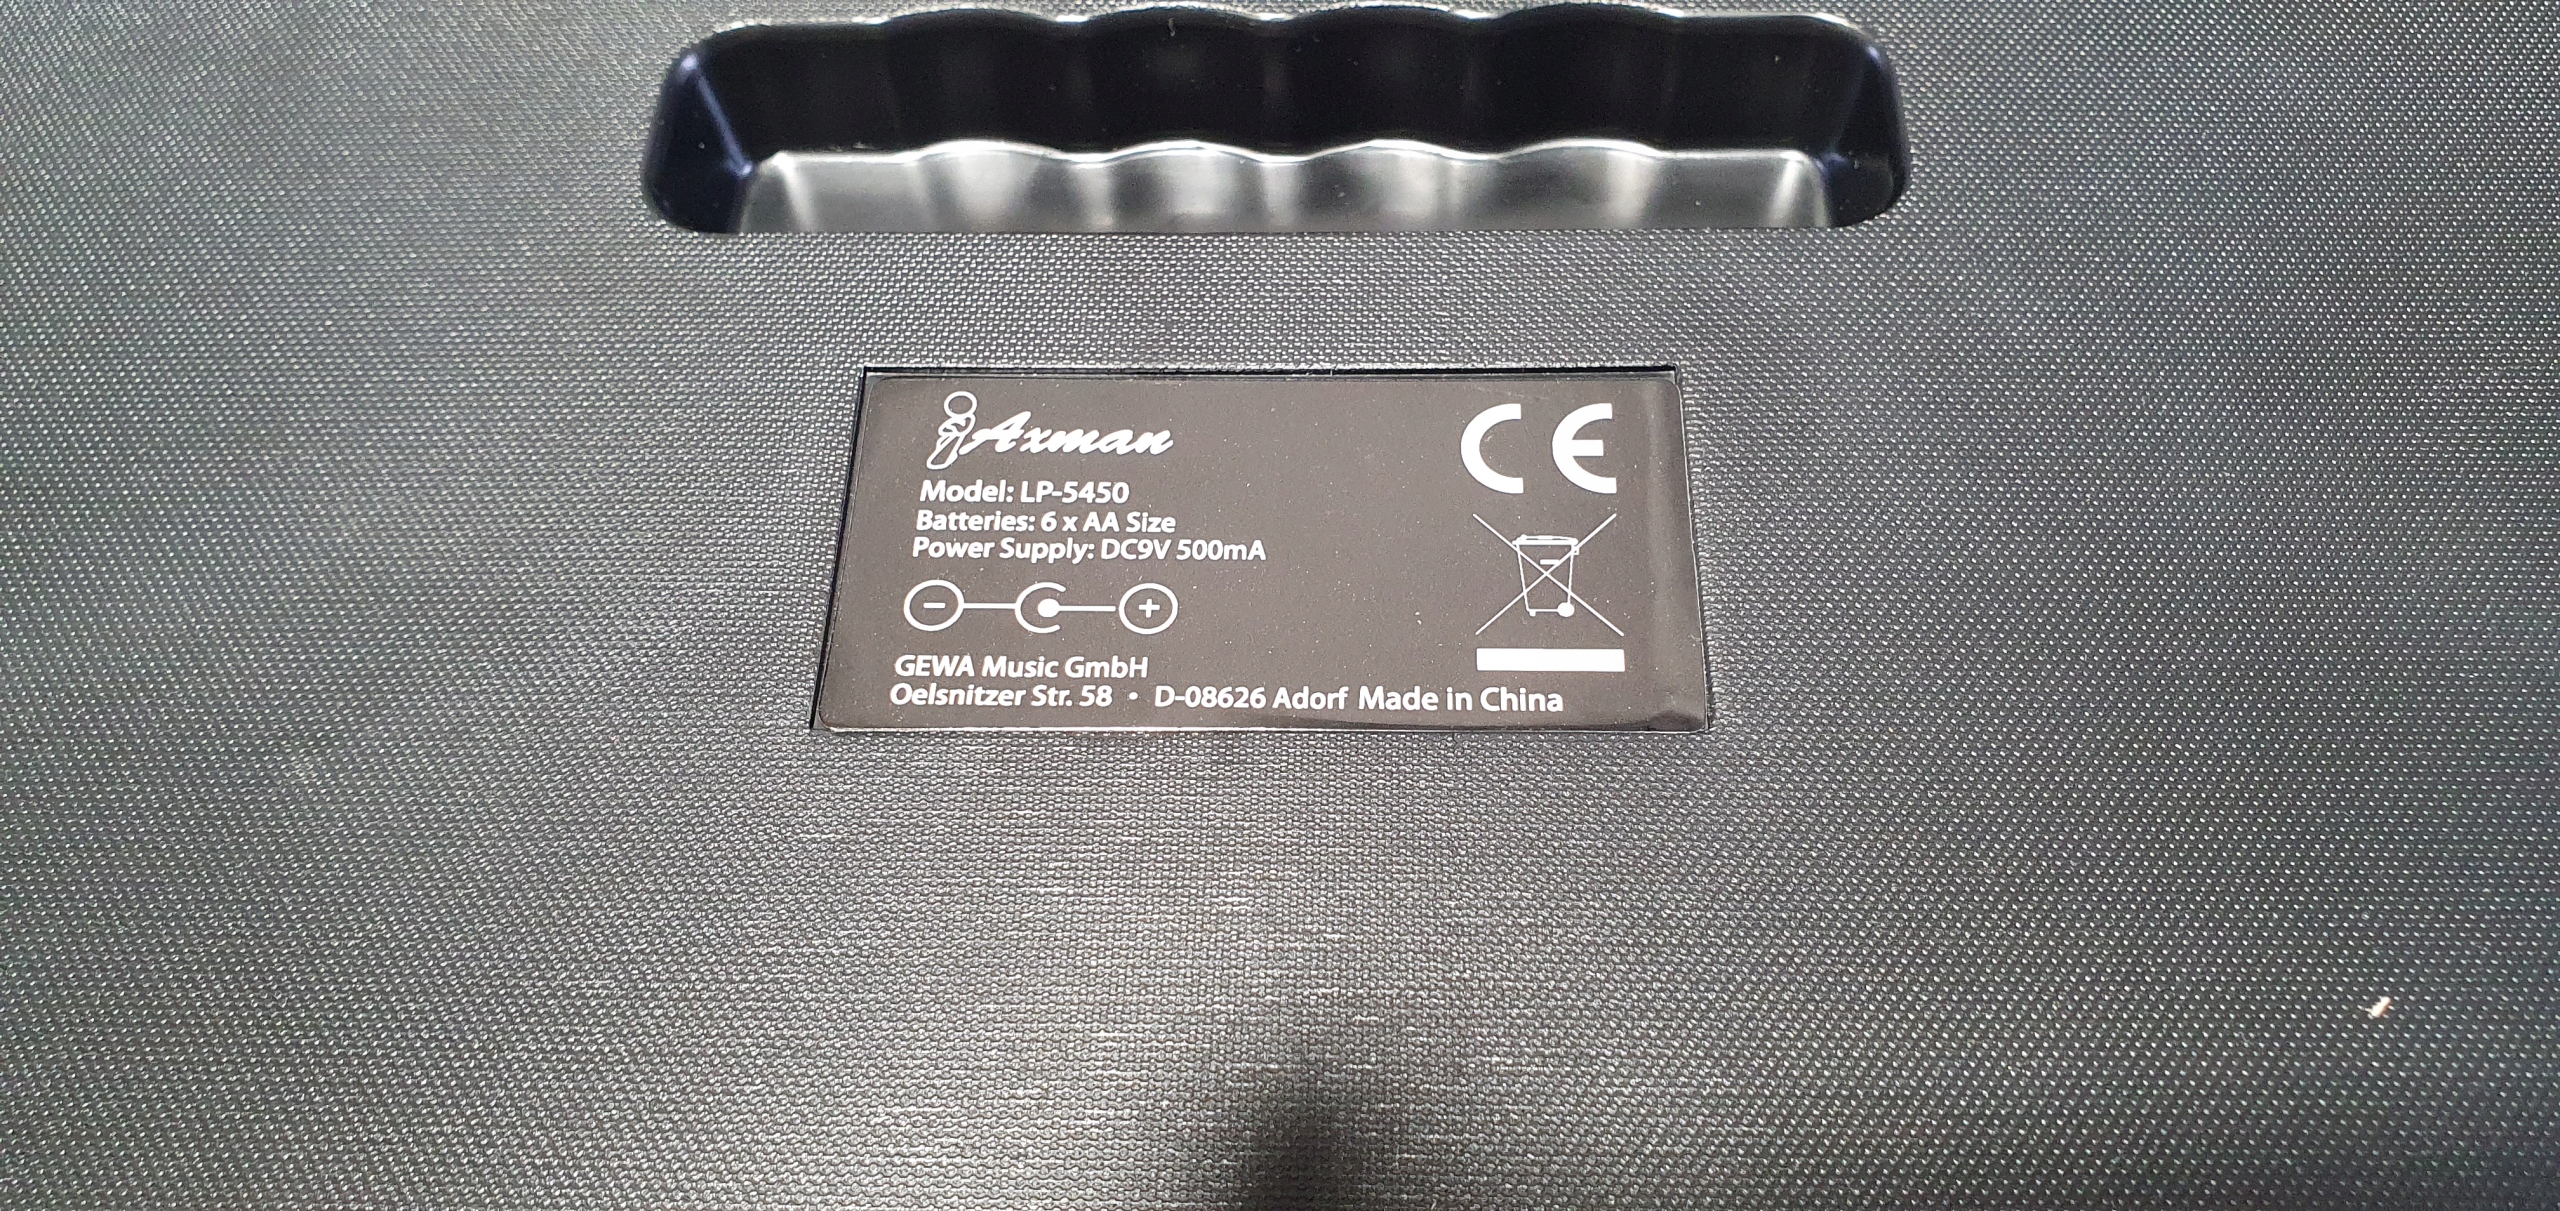 Axman
CE
Model: LP-5450
Batteries: 6 x AA Size
Power Supply: DC9V 500mA
GEWA Music GmbH
Oelsnitzer Str. 58 • D-08626 Adorf Made in China